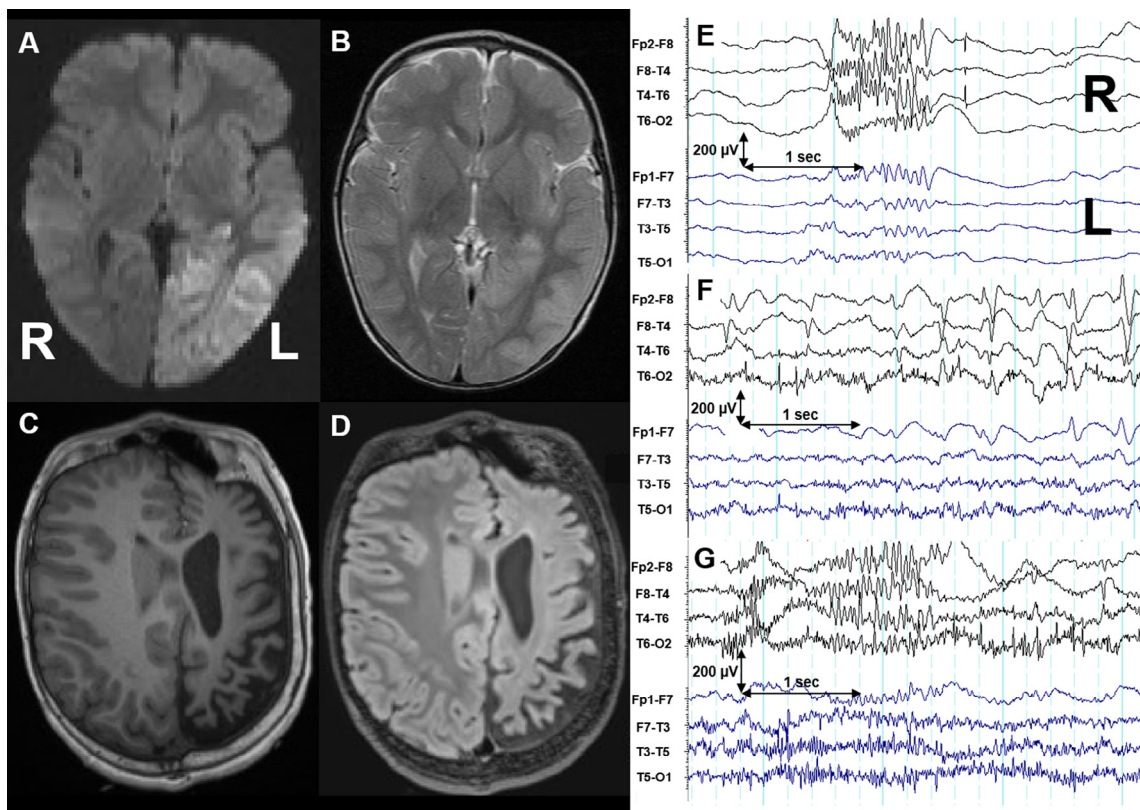 A
B
R
L
C
D
E
Fp2-F8
F8-T4
T4-T6
T6-O2
R
200 µV
1 sec
Fp1-F7
F7-T3
T3-T5
T5-O1
L
F
Fp2-F8
F8-T4
T4-T6
T6-O2
200 µV
1 sec
Fp1-F7
F7-T3
T3-T5
T5-O1
G
Fp2-F8
F8-T4
T4-T6
T6-O2
200 µV
1 sec
Fp1-F7
F7-T3
T3-T5
T5-O1